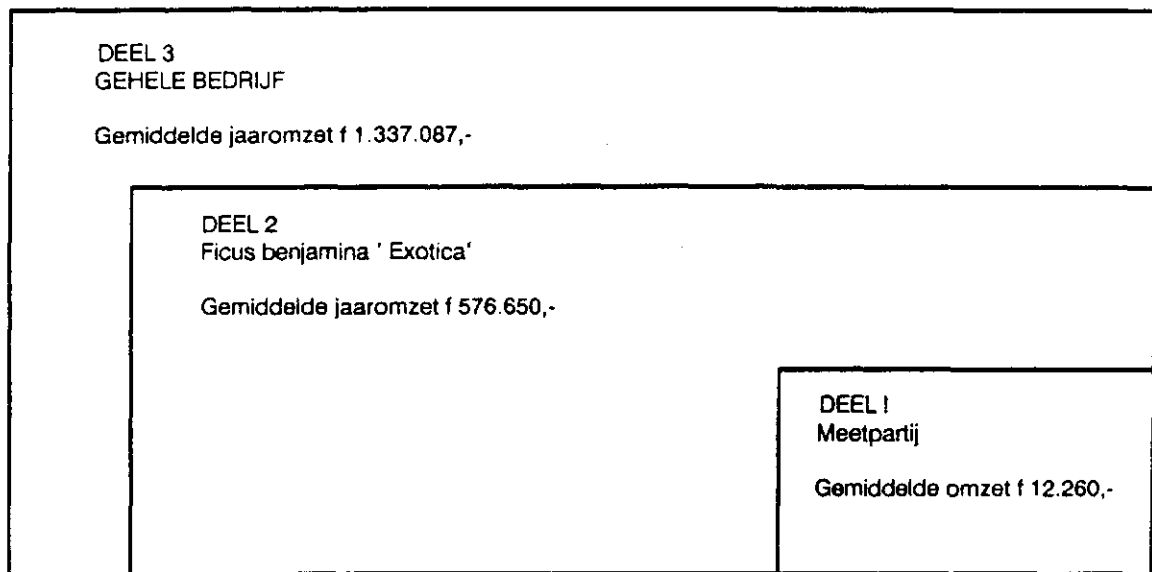 DEEL 3
GEHELE BEDRIJF
Gemiddelde jaaromzet f 1.337.087,-
DEEL 2
Ficus benjamina ' Exotica'
Gemiddelde jaaromzet f 576.650,-
DEEL I
Meetpartij
Gemiddelde omzet f 12.260,-